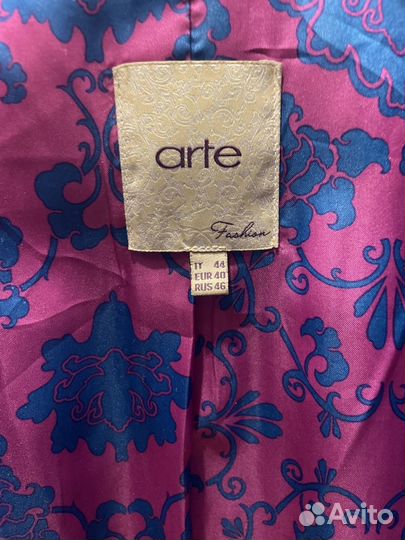 arte
Fashion
IT 44
EUR 40
RUS 46
Avito